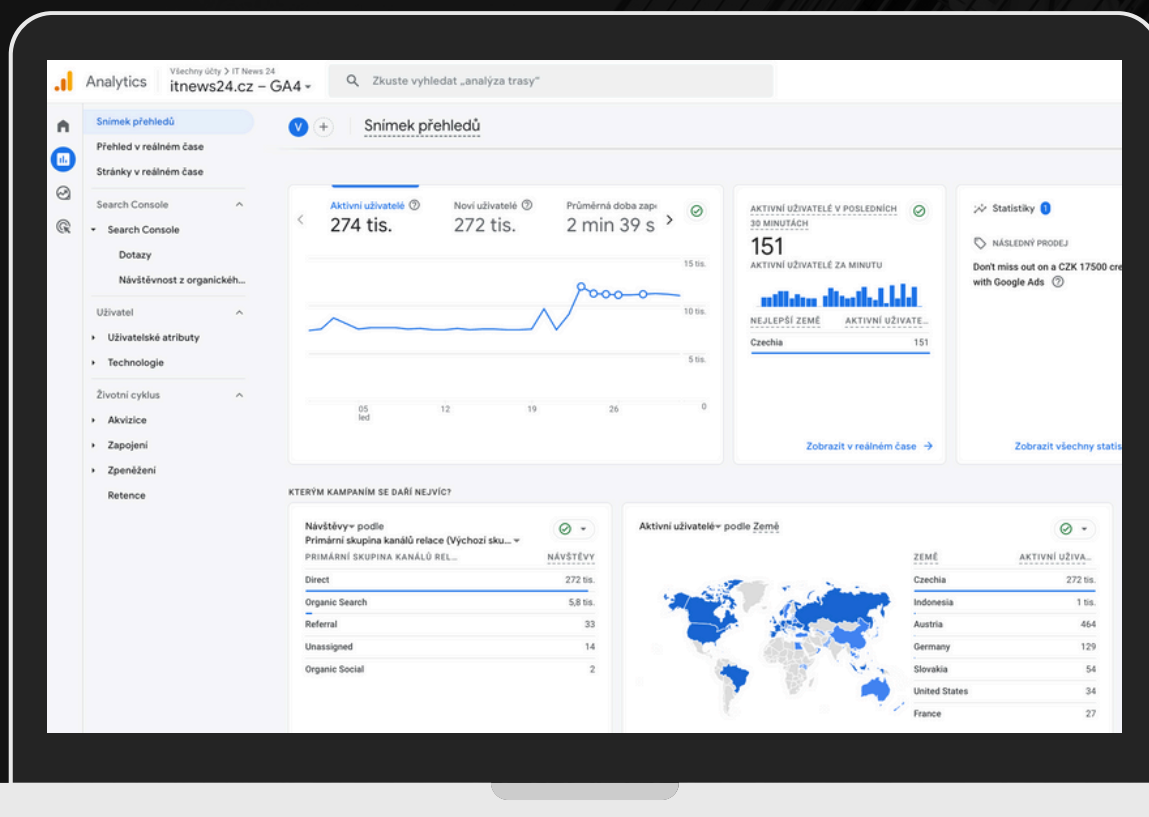 Analytics
Všechny účty > IT News 24
itnews24.cz – GA4
Zkuste vyhledat „analýza trasy“
Snímek přehledů
Přehled v reálném čase
Stránky v reálném čase
Search Console
Search Console
Dotazy
Návštěvnost z organickéh...
Uživatel
Uživatelské atributy
Technologie
Životní cyklus
Akvizice
Zapojení
Zpeněžení
Retence
V
Snímek přehledů
Aktivní uživatelé
274 tis.
Noví uživatelé
272 tis.
Průměrná doba zapo
2 min 39 s
15 tis.
10 tis.
5 tis.
0
05
led
12
19
26
AKTIVNÍ UŽIVATELÉ V POSLEDNÍCH
30 MINUTÁCH
151
AKTIVNÍ UŽIVATELÉ ZA MINUTU
NEJLEPŠÍ ZEMĚ AKTIVNÍ UŽIVATE...
Czechia 151
Zobrazit v reálném čase
Statistiky 1
NÁSLEDNÝ PRODEJ
Don't miss out on a CZK 17500 cre
with Google Ads
Zobrazit všechny statis
KTERÝM KAMPANÍM SE DAŘÍ NEJVÍC?
Návštěvy podle
Primární skupina kanálů relace (Výchozí sku...
PRIMÁRNÍ SKUPINA KANÁLŮ REL... NÁVŠTĚVY
Direct 272 tis.
Organic Search 5,8 tis.
Referral 33
Unassigned 14
Organic Social 2
Aktivní uživatelé podle Země
ZEMĚ AKTIVNÍ UŽIVA...
Czechia 272 tis.
Indonesia 1 tis.
Austria 464
Germany 129
Slovakia 54
United States 34
France 27